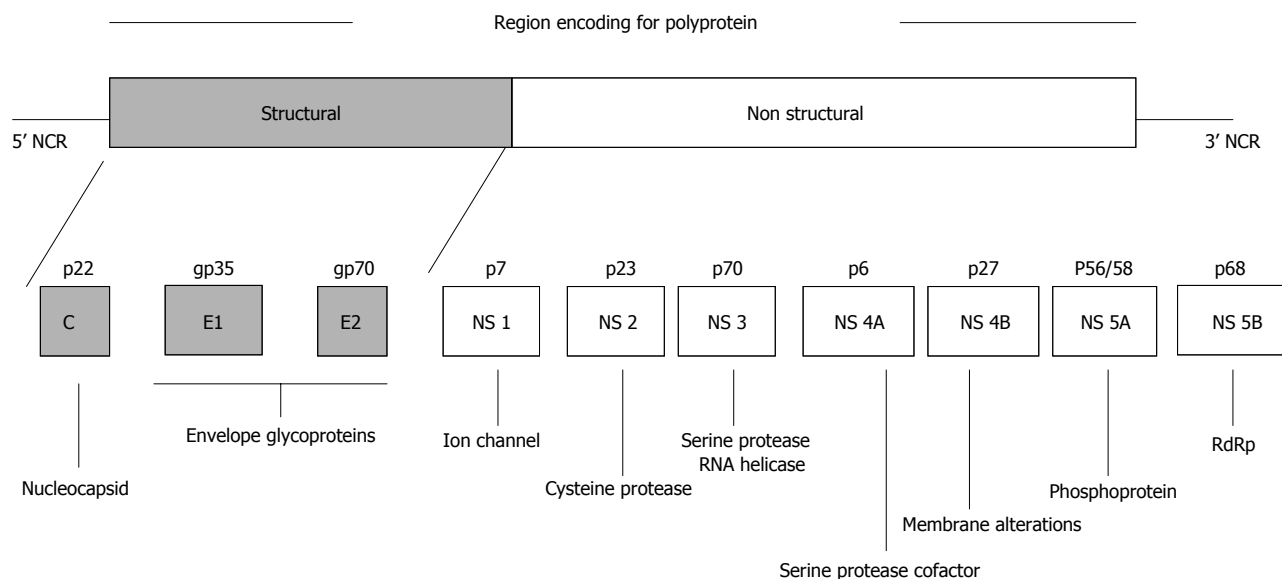 Region encoding for polyprotein
Structural
Non structural
5’ NCR
3’ NCR
p22
gp35
gp70
p7
p23
p70
p6
p27
P56/58
p68
C
E1
E2
NS 1
NS 2
NS 3
NS 4A
NS 4B
NS 5A
NS 5B
Envelope glycoproteins
Ion channel
Serine protease
RNA helicase
RdRp
Nucleocapsid
Cysteine protease
Phosphoprotein
Membrane alterations
Serine protease cofactor